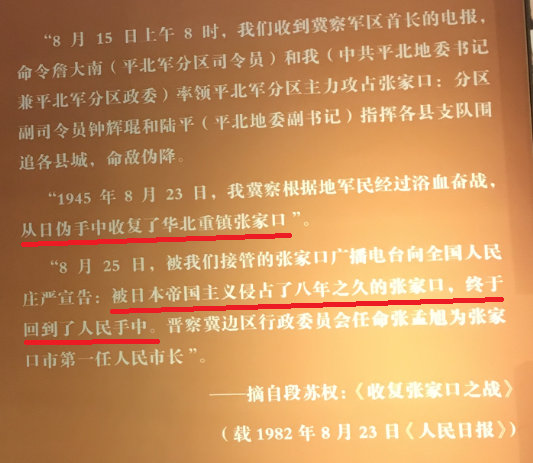 “8 月 15 日上午 8 时，我们收到冀察军区首长的电报，
命令詹大南（平北军分区司令员）和我（中共平北地委书记
兼平北军分区政委）率领平北军分区主力攻占张家口：分区
副司令员钟辉琨和陆平（平北地委副书记）指挥各县支队围
追各县城，命敌伪降。
“1945 年 8 月 23 日，我冀察根据地军民经过浴血奋战，
从日伪手中收复了华北重镇张家口”。
“8 月 25 日，被我们接管的张家口广播电台向全国人民
庄严宣告：被日本帝国主义侵占了八年之久的张家口，终于
回到了人民手中。晋察冀边区行政委员会任命张孟旭为张家
口市第一任人民市长”。
——摘自段苏权：《收复张家口之战》
（载 1982 年 8 月 23 日《人民日报》）